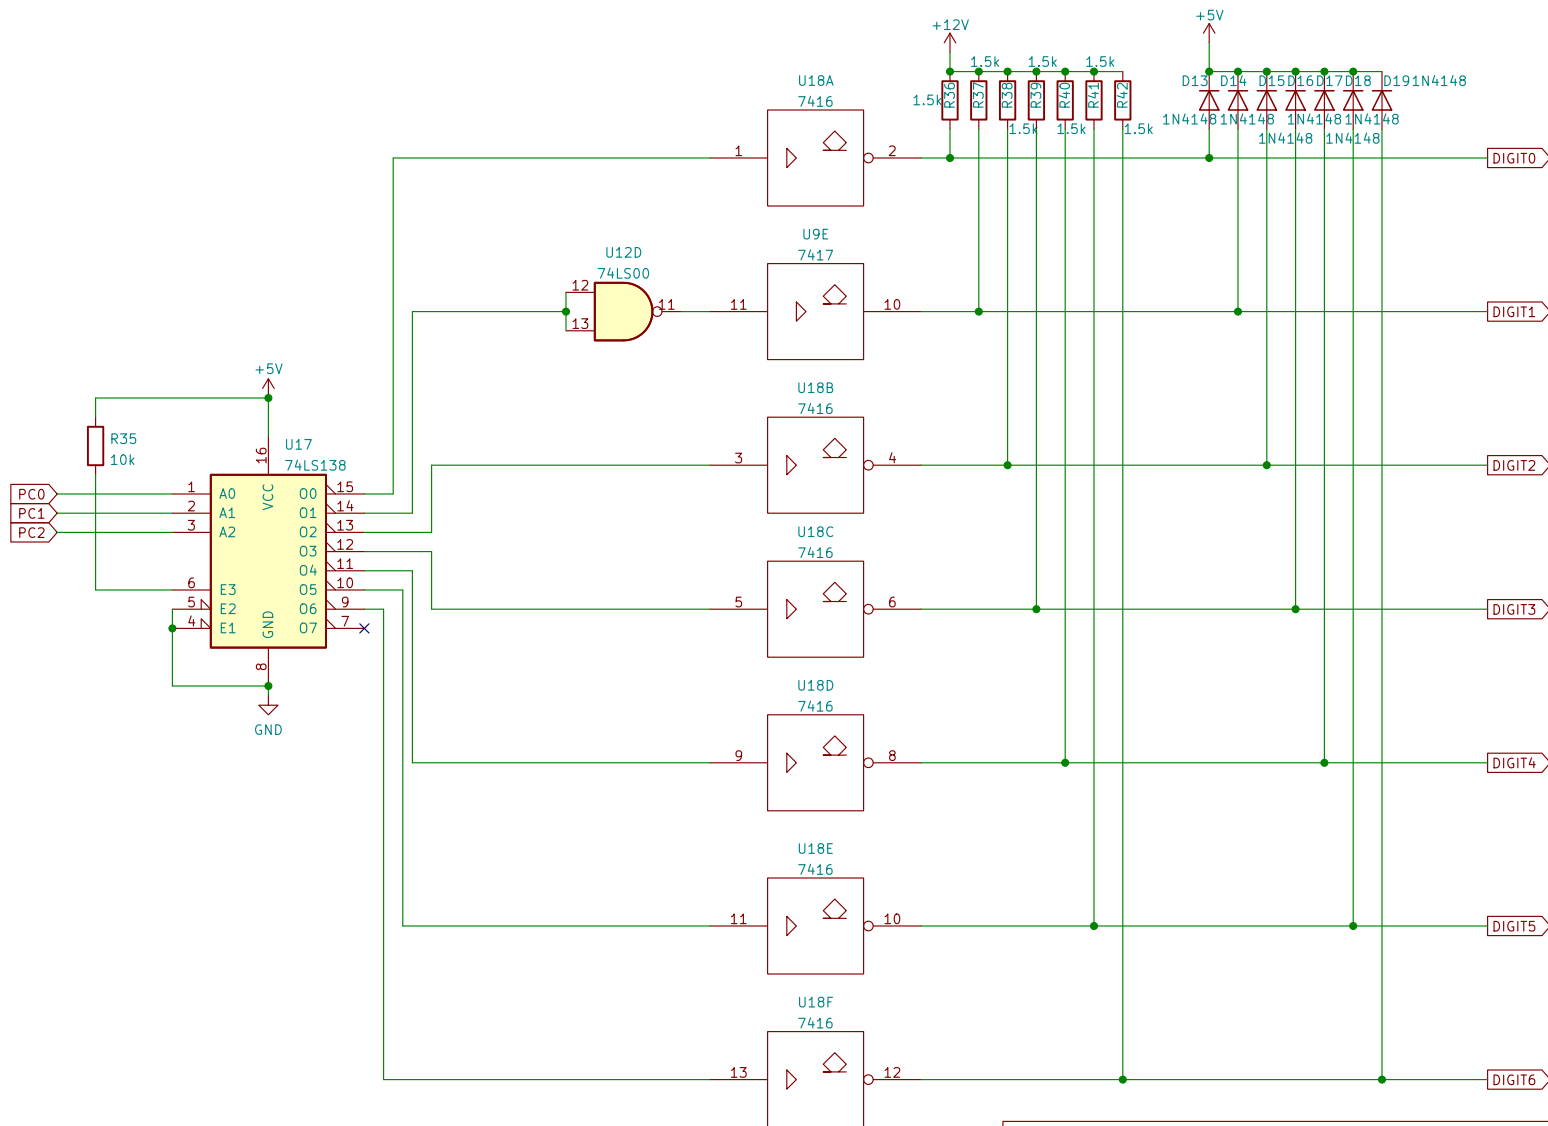 +12V
+5V
1.5k 1.5k 1.5k
U18A
7416
1.5k
R36 R37 R38 R39 R40 R41 R42
D13 D14 D15 D16 D17 D18 D19 1N4148
1N4148 1N4148 1N4148 1N4148
1.5k 1.5k 1.5k
1N4148 1N4148
1 2
DIGIT0
U9E
7417
U12D
74LS00
12
13
11
11 10
DIGIT1
+5V
R35
10k
U18B
7416
3 4
DIGIT2
U17
74LS138
16
VCC
PC0 1 A0 O0 15
PC1 2 A1 O1 14
PC2 3 A2 O2 13
O3 12
O4 11
6 E3 O5 10
5 E2 O6 9
4 E1 O7 7
GND
8
GND
U18C
7416
5 6
DIGIT3
U18D
7416
9 8
DIGIT4
U18E
7416
11 10
DIGIT5
U18F
7416
13 12
DIGIT6